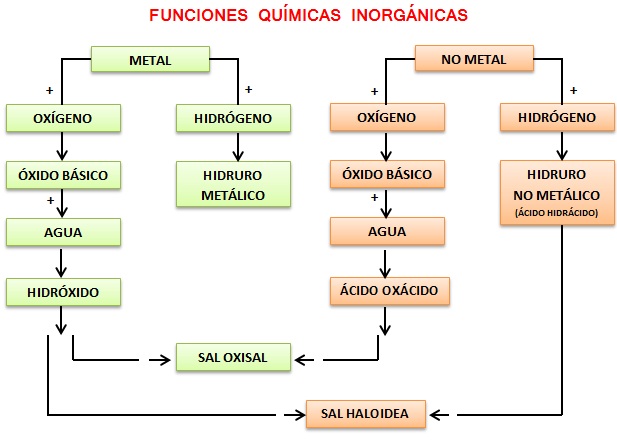 FUNCIONES QUÍMICAS INORGÁNICAS
METAL
NO METAL
+
+
+
+
OXÍGENO
HIDRÓGENO
OXÍGENO
HIDRÓGENO
ÓXIDO BÁSICO
HIDRURO
METÁLICO
ÓXIDO BÁSICO
HIDRURO
NO METÁLICO
(ÁCIDO HIDRÁCIDO)
+
+
AGUA
AGUA
HIDRÓXIDO
ÁCIDO OXÁCIDO
SAL OXISAL
SAL HALOIDEA